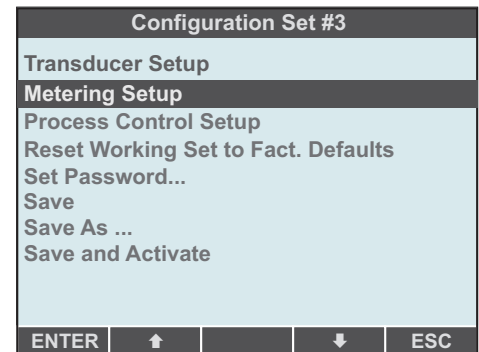 Configuration Set #3
Transducer Setup
Metering Setup
Process Control Setup
Reset Working Set to Fact. Defaults
Set Password...
Save
Save As ...
Save and Activate
ENTER ⬆ ⬇ ESC